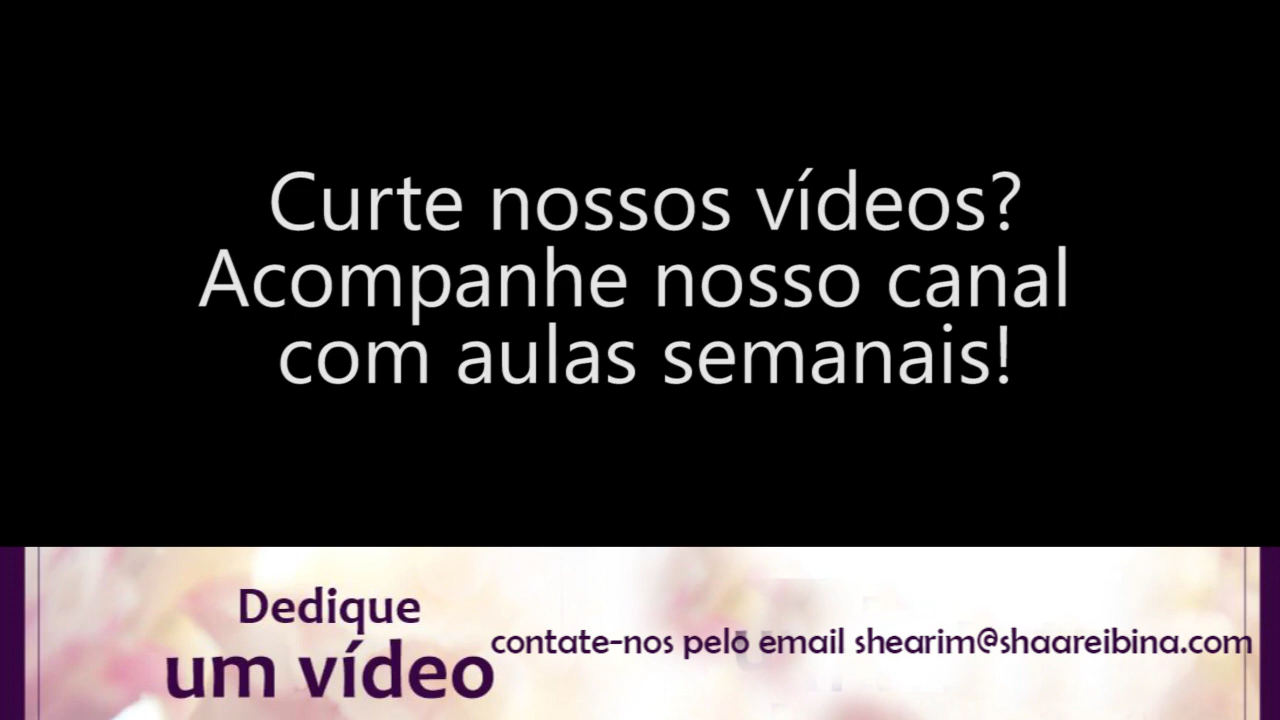 Curte nossos vídeos?
Acompanhe nosso canal
com aulas semanais!
Dedique
um vídeo
contate-nos pelo email shearim@shaareibina.com